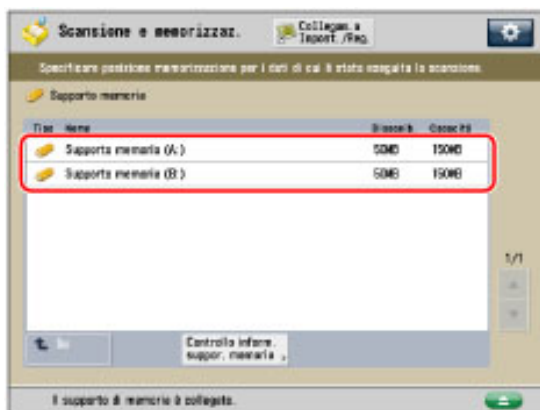 Scansione e memorizzaz.
Collegam. a
Impost./Reg.
Specificare posizione memorizzazione per i dati di cui è stata eseguita la scansione.
Supporto memoria
Tipo Nome Disponib. Capacità
Supporto memoria (A:) 50MB 150MB
Supporto memoria (B:) 50MB 150MB
1/1
Controllo inform.
suppor. memoria
Il supporto di memoria è collegato.